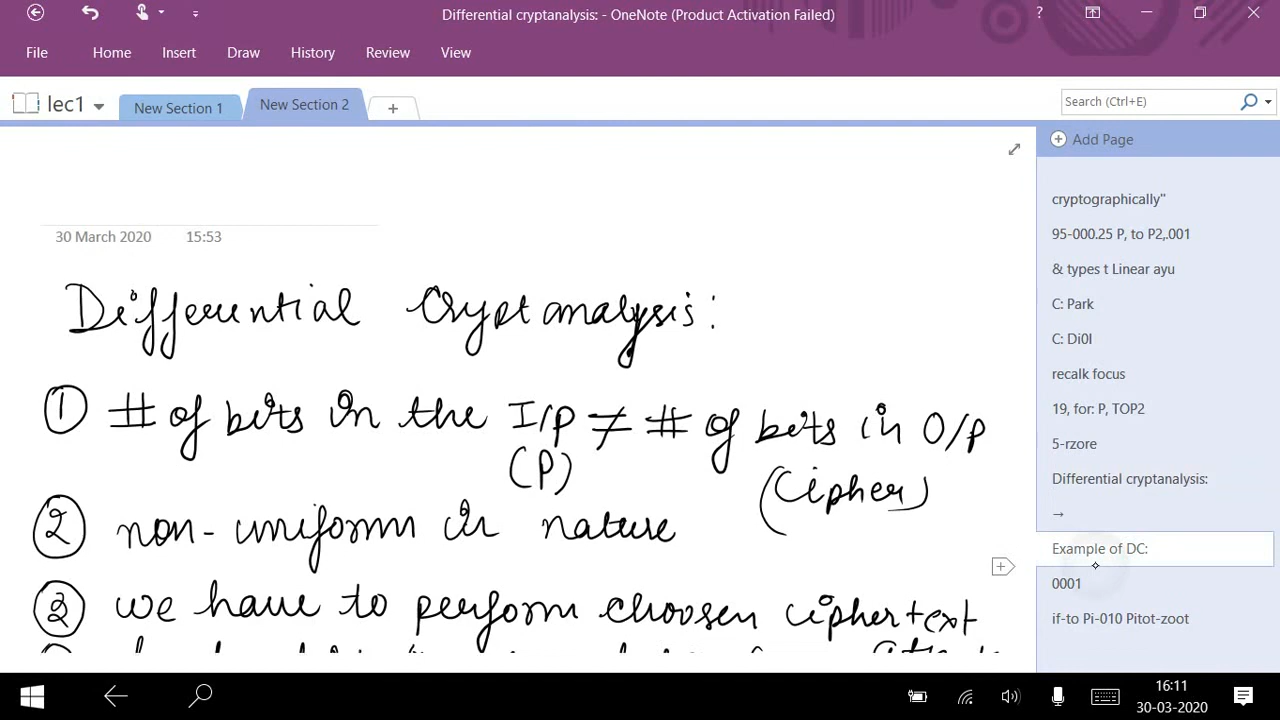 Differential cryptanalysis: - OneNote (Product Activation Failed)
File Home Insert Draw History Review View
lec1 New Section 1 New Section 2
Search (Ctrl+E)
Add Page
30 March 2020 15:53
Differential Cryptanalysis:
① # of bits in the I/p ≠ # of bits in O/p
(P) (Cipher)
② non-uniform in nature
③ we have to perform choosen ciphertext
cryptographically"
95-000.25 P, to P2,.001
& types t Linear ayu
C: Park
C: Di0l
recalk focus
19, for: P, TOP2
5-rzore
Differential cryptanalysis:
→
Example of DC:
0001
if-to Pi-010 Pitot-zoot
16:11
30-03-2020